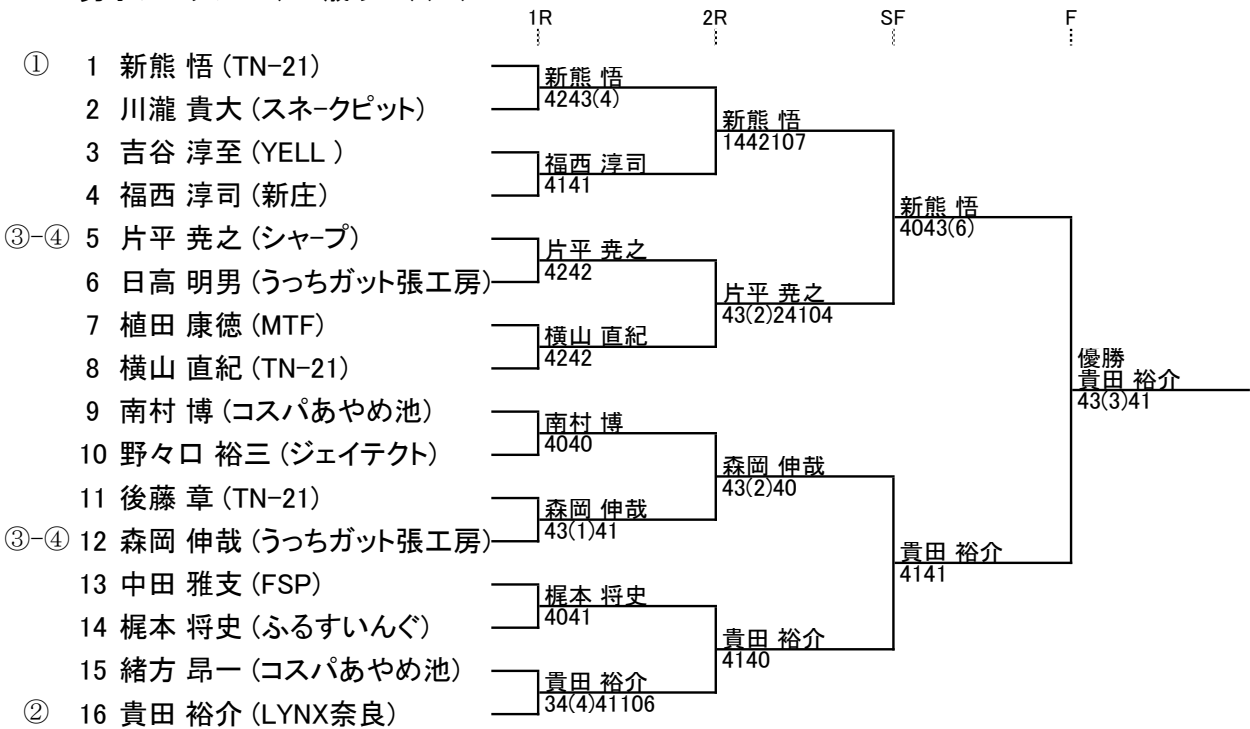 1R 2R SF F
① 1 新熊 悟 (TN-21)
2 川瀧 貴大 (スネークピット)
3 吉谷 淳至 (YELL )
4 福西 淳司 (新庄)
③-④ 5 片平 尭之 (シャープ)
6 日高 明男 (うっちガット張工房)
7 植田 康徳 (MTF)
8 横山 直紀 (TN-21)
9 南村 博 (コスパあやめ池)
10 野々口 裕三 (ジェイテクト)
11 後藤 章 (TN-21)
③-④ 12 森岡 伸哉 (うっちガット張工房)
13 中田 雅支 (FSP)
14 梶本 将史 (ふるすいんぐ)
15 緒方 昂一 (コスパあやめ池)
② 16 貴田 裕介 (LYNX奈良)
新熊 悟
4243(4)
福西 淳司
4141
片平 尭之
4242
横山 直紀
4242
南村 博
4040
森岡 伸哉
43(1)41
梶本 将史
4041
貴田 裕介
34(4)41106
新熊 悟
1442107
片平 尭之
43(2)24104
森岡 伸哉
43(2)40
貴田 裕介
4140
新熊 悟
4043(6)
貴田 裕介
4141
優勝
貴田 裕介
43(3)41